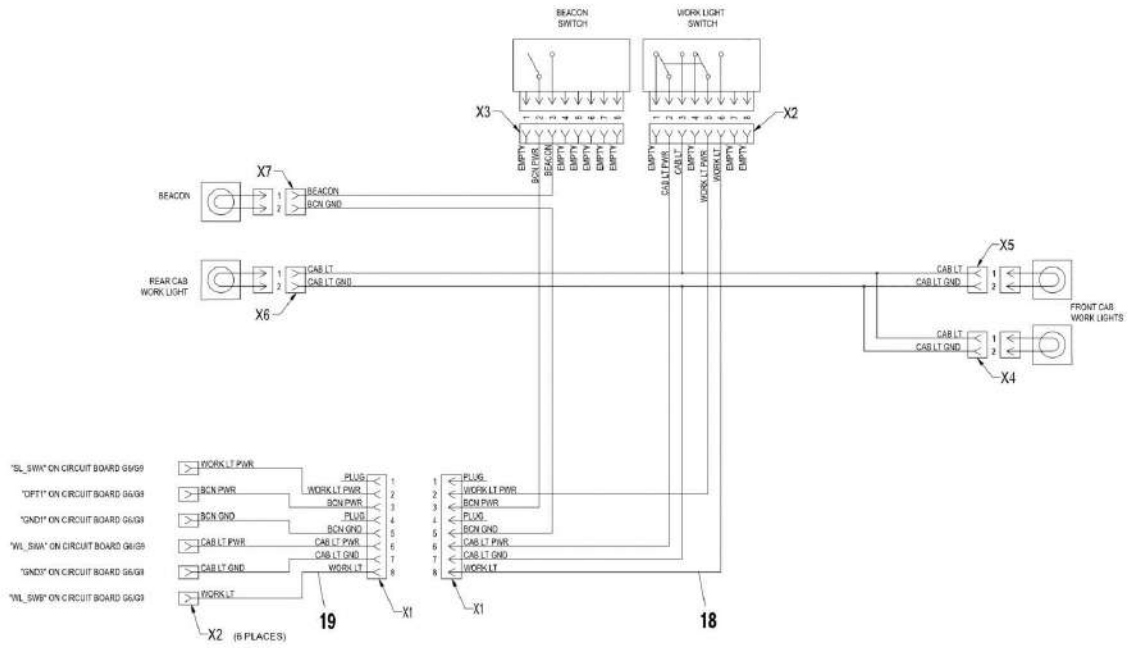 BEACON
SWITCH
WORK LIGHT
SWITCH
X3
1 2 3 4 5 6 7 8
EMPTY
BCN PWR
BEACON
EMPTY
EMPTY
EMPTY
EMPTY
EMPTY
1 2 3 4 5 6 7 8
X2
EMPTY
CAB LT PWR
CAB LT
EMPTY
WORK LT PWR
WORK LT
EMPTY
EMPTY
X7
BEACON
1 BEACON
2 BCN GND
REAR CAB
WORK LIGHT
1 CAB LT
2 CAB LT GND
X6
X5
CAB LT 1
CAB LT GND 2
FRONT CAB
WORK LIGHTS
CAB LT 1
CAB LT GND 2
X4
"SL_SWA" ON CIRCUIT BOARD G6/G9 WORK LT PWR
"OPT1" ON CIRCUIT BOARD G6/G9 BCN PWR
"GND1" ON CIRCUIT BOARD G6/G9 BCN GND
"WL_SWA" ON CIRCUIT BOARD G6/G9 CAB LT PWR
"GND3" ON CIRCUIT BOARD G6/G9 CAB LT GND
"WL_SWB" ON CIRCUIT BOARD G6/G9 WORK LT
X2 (6 PLACES)
PLUG 1
WORK LT PWR 2
BCN PWR 3
PLUG 4
BCN GND 5
CAB LT PWR 6
CAB LT GND 7
WORK LT 8
X1
19
1 PLUG
2 WORK LT PWR
3 BCN PWR
4 PLUG
5 BCN GND
6 CAB LT PWR
7 CAB LT GND
8 WORK LT
X1
18